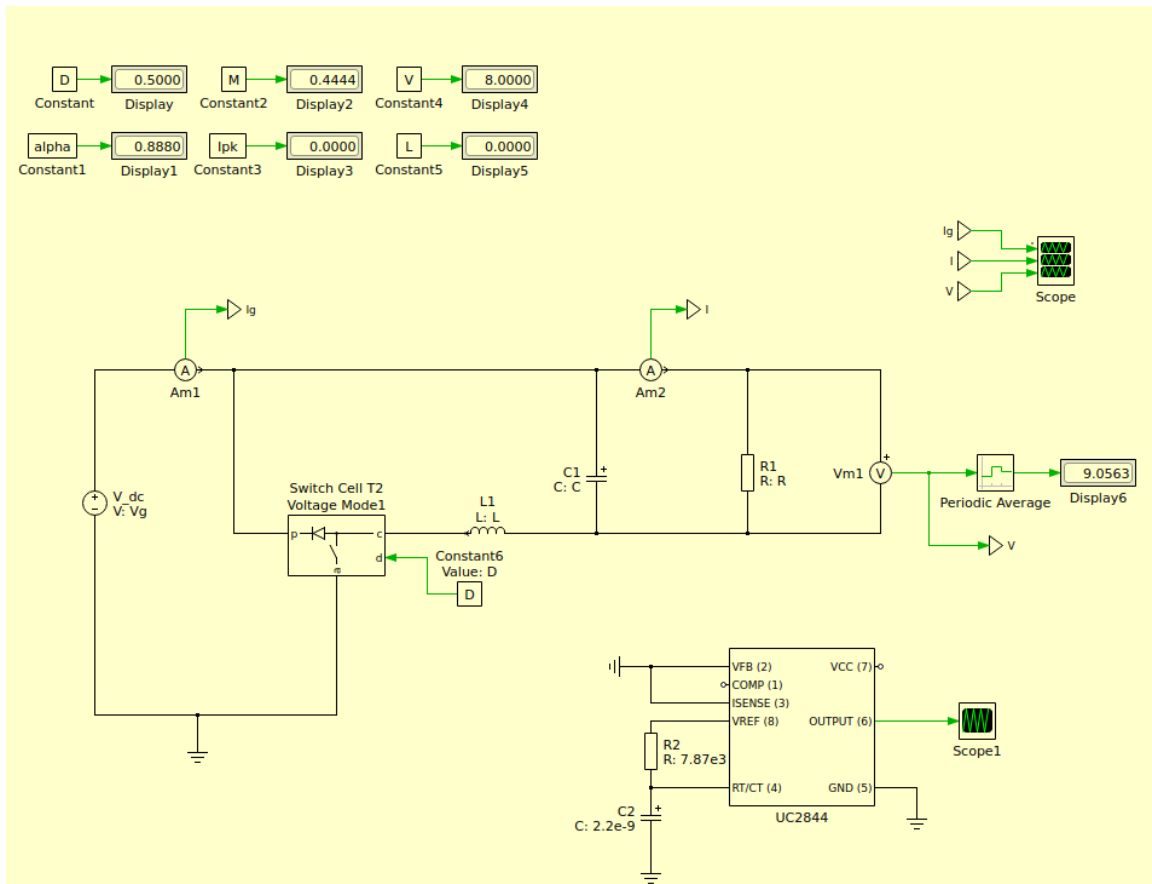 D
0.5000
M
0.4444
V
8.0000
Constant
Display
Constant2
Display2
Constant4
Display4
alpha
0.8880
Ipk
0.0000
L
0.0000
Constant1
Display1
Constant3
Display3
Constant5
Display5
Ig
I
V
Scope
Ig
I
A
Am1
A
Am2
V_dc
V: Vg
Switch Cell T2
Voltage Mode1
p
c
d
a
L1
L: L
C1
C: C
+
R1
R: R
Vm1
V
+
Periodic Average
9.0563
Display6
V
Constant6
Value: D
D
VFB (2)
VCC (7)
COMP (1)
ISENSE (3)
VREF (8)
OUTPUT (6)
RT/CT (4)
GND (5)
UC2844
Scope1
R2
R: 7.87e3
C2
C: 2.2e-9
+